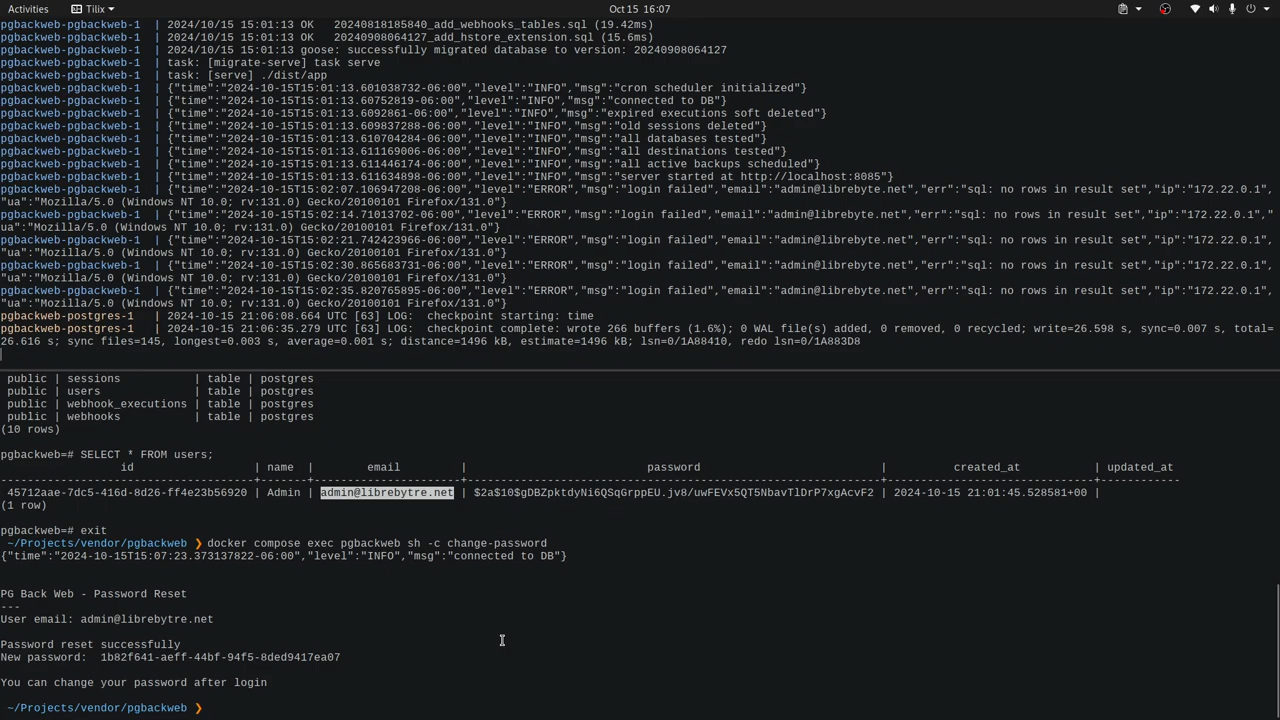 Activities Tilix Oct 15 16:07
pgbackweb-pgbackweb-1  | 2024/10/15 15:01:13 OK   20240818185840_add_webhooks_tables.sql (19.42ms)
pgbackweb-pgbackweb-1  | 2024/10/15 15:01:13 OK   20240908064127_add_hstore_extension.sql (15.6ms)
pgbackweb-pgbackweb-1  | 2024/10/15 15:01:13 goose: successfully migrated database to version: 20240908064127
pgbackweb-pgbackweb-1  | task: [migrate-serve] task serve
pgbackweb-pgbackweb-1  | task: [serve] ./dist/app
pgbackweb-pgbackweb-1  | {"time":"2024-10-15T15:01:13.601038732-06:00","level":"INFO","msg":"cron scheduler initialized"}
pgbackweb-pgbackweb-1  | {"time":"2024-10-15T15:01:13.60752819-06:00","level":"INFO","msg":"connected to DB"}
pgbackweb-pgbackweb-1  | {"time":"2024-10-15T15:01:13.6092861-06:00","level":"INFO","msg":"expired executions soft deleted"}
pgbackweb-pgbackweb-1  | {"time":"2024-10-15T15:01:13.609837288-06:00","level":"INFO","msg":"old sessions deleted"}
pgbackweb-pgbackweb-1  | {"time":"2024-10-15T15:01:13.610704284-06:00","level":"INFO","msg":"all databases tested"}
pgbackweb-pgbackweb-1  | {"time":"2024-10-15T15:01:13.611169006-06:00","level":"INFO","msg":"all destinations tested"}
pgbackweb-pgbackweb-1  | {"time":"2024-10-15T15:01:13.611446174-06:00","level":"INFO","msg":"all active backups scheduled"}
pgbackweb-pgbackweb-1  | {"time":"2024-10-15T15:01:13.611634898-06:00","level":"INFO","msg":"server started at http://localhost:8085"}
pgbackweb-pgbackweb-1  | {"time":"2024-10-15T15:02:07.106947208-06:00","level":"ERROR","msg":"login failed","email":"admin@librebyte.net","err":"sql: no rows in result set","ip":"172.22.0.1",
"ua":"Mozilla/5.0 (Windows NT 10.0; rv:131.0) Gecko/20100101 Firefox/131.0"}
pgbackweb-pgbackweb-1  | {"time":"2024-10-15T15:02:14.71013702-06:00","level":"ERROR","msg":"login failed","email":"admin@librebyte.net","err":"sql: no rows in result set","ip":"172.22.0.1","
ua":"Mozilla/5.0 (Windows NT 10.0; rv:131.0) Gecko/20100101 Firefox/131.0"}
pgbackweb-pgbackweb-1  | {"time":"2024-10-15T15:02:21.742423966-06:00","level":"ERROR","msg":"login failed","email":"admin@librebyte.net","err":"sql: no rows in result set","ip":"172.22.0.1",
"ua":"Mozilla/5.0 (Windows NT 10.0; rv:131.0) Gecko/20100101 Firefox/131.0"}
pgbackweb-pgbackweb-1  | {"time":"2024-10-15T15:02:30.865683731-06:00","level":"ERROR","msg":"login failed","email":"admin@librebyte.net","err":"sql: no rows in result set","ip":"172.22.0.1",
"ua":"Mozilla/5.0 (Windows NT 10.0; rv:131.0) Gecko/20100101 Firefox/131.0"}
pgbackweb-pgbackweb-1  | {"time":"2024-10-15T15:02:35.820765895-06:00","level":"ERROR","msg":"login failed","email":"admin@librebyte.net","err":"sql: no rows in result set","ip":"172.22.0.1",
"ua":"Mozilla/5.0 (Windows NT 10.0; rv:131.0) Gecko/20100101 Firefox/131.0"}
pgbackweb-postgres-1   | 2024-10-15 21:06:08.664 UTC [63] LOG:  checkpoint starting: time
pgbackweb-postgres-1   | 2024-10-15 21:06:35.279 UTC [63] LOG:  checkpoint complete: wrote 266 buffers (1.6%); 0 WAL file(s) added, 0 removed, 0 recycled; write=26.598 s, sync=0.007 s, total=
26.616 s; sync files=145, longest=0.003 s, average=0.001 s; distance=1496 kB, estimate=1496 kB; lsn=0/1A88410, redo lsn=0/1A883D8
public | sessions           | table | postgres
public | users              | table | postgres
public | webhook_executions | table | postgres
public | webhooks           | table | postgres
(10 rows)
pgbackweb=# SELECT * FROM users;
id | name | email | password | created_at | updated_at
45712aae-7dc5-416d-8d26-ff4e23b56920 | Admin | admin@librebytre.net | $2a$10$gDBZpktdyNi6QSqGrppEU.jv8/uwFEVx5QT5NbavTlDrP7xgAcvF2 | 2024-10-15 21:01:45.528581+00 |
(1 row)
pgbackweb=# exit
~/Projects/vendor/pgbackweb ❯ docker compose exec pgbackweb sh -c change-password
{"time":"2024-10-15T15:07:23.373137822-06:00","level":"INFO","msg":"connected to DB"}
PG Back Web - Password Reset
---
User email: admin@librebytre.net
Password reset successfully
New password:  1b82f641-aeff-44bf-94f5-8ded9417ea07
You can change your password after login
~/Projects/vendor/pgbackweb ❯